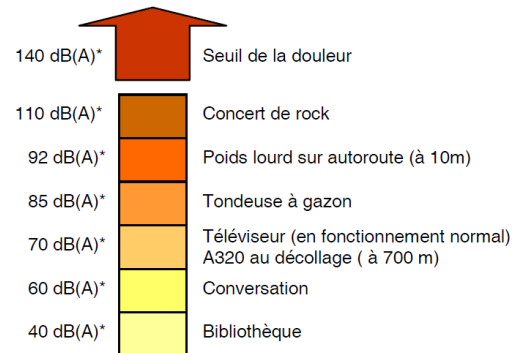 140 dB(A)* Seuil de la douleur
110 dB(A)* Concert de rock
92 dB(A)* Poids lourd sur autoroute (à 10m)
85 dB(A)* Tondeuse à gazon
70 dB(A)* Téléviseur (en fonctionnement normal)
A320 au décollage ( à 700 m)
60 dB(A)* Conversation
40 dB(A)* Bibliothèque